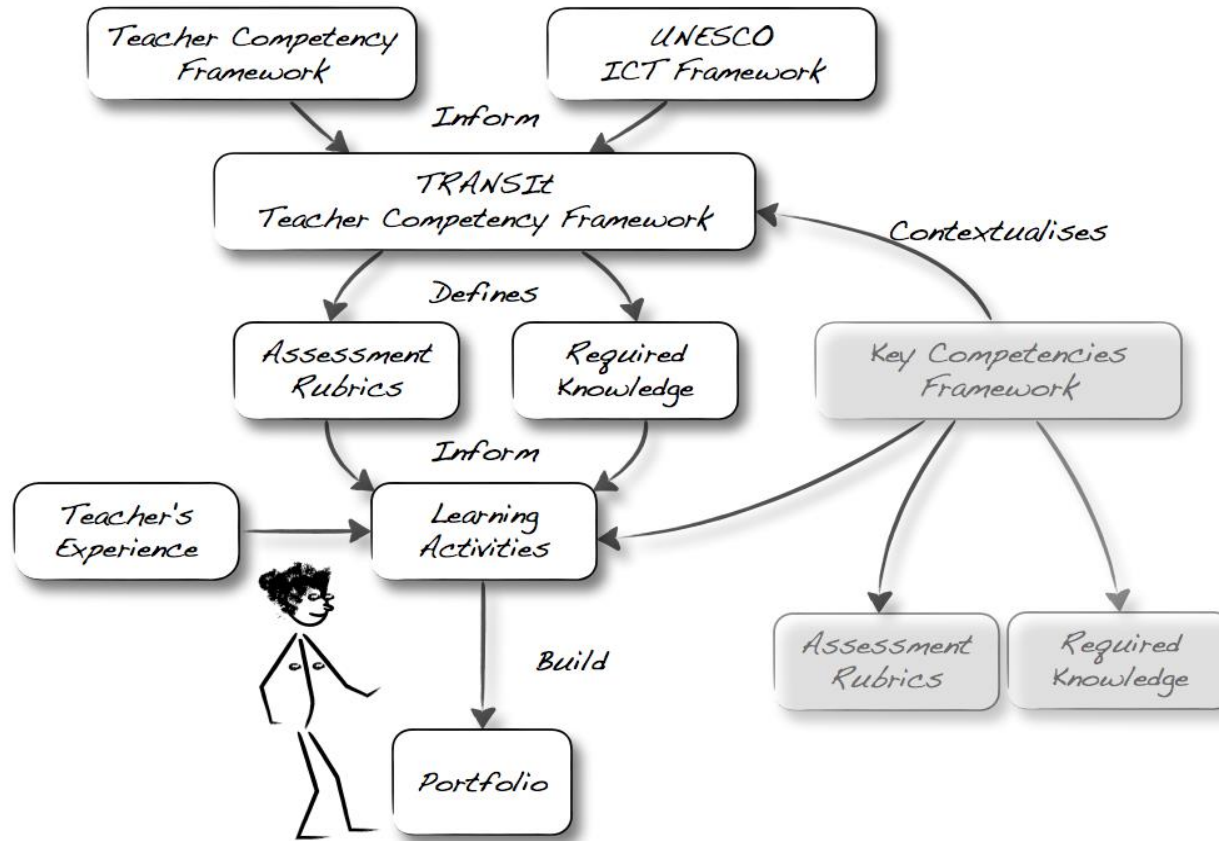 Teacher Competency
Framework
UNESCO
ICT Framework
Inform
TRANSIt
Teacher Competency Framework
Contextualises
Defines
Assessment
Rubrics
Required
Knowledge
Key Competencies
Framework
Inform
Teacher's
Experience
Learning
Activities
Assessment
Rubrics
Required
Knowledge
Build
Portfolio